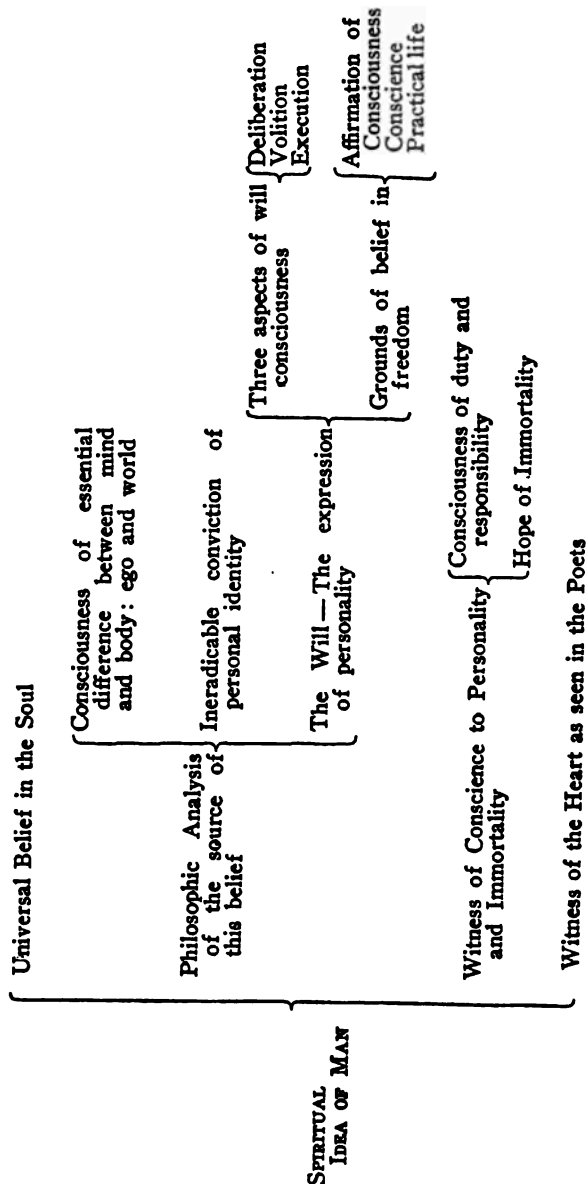 SPIRITUAL
IDEA OF MAN
Universal Belief in the Soul
Philosophic Analysis
of the source of
this belief
Consciousness of essential
difference between mind
and body: ego and world
Ineradicable conviction of
personal identity
The Will—The expression
of personality
Three aspects of will
consciousness
Deliberation
Volition
Execution
Grounds of belief in
freedom
Affirmation of
Consciousness
Conscience
Practical life
Witness of Conscience to Personality
and Immortality
Consciousness of duty and
responsibility
Hope of Immortality
Witness of the Heart as seen in the Poets